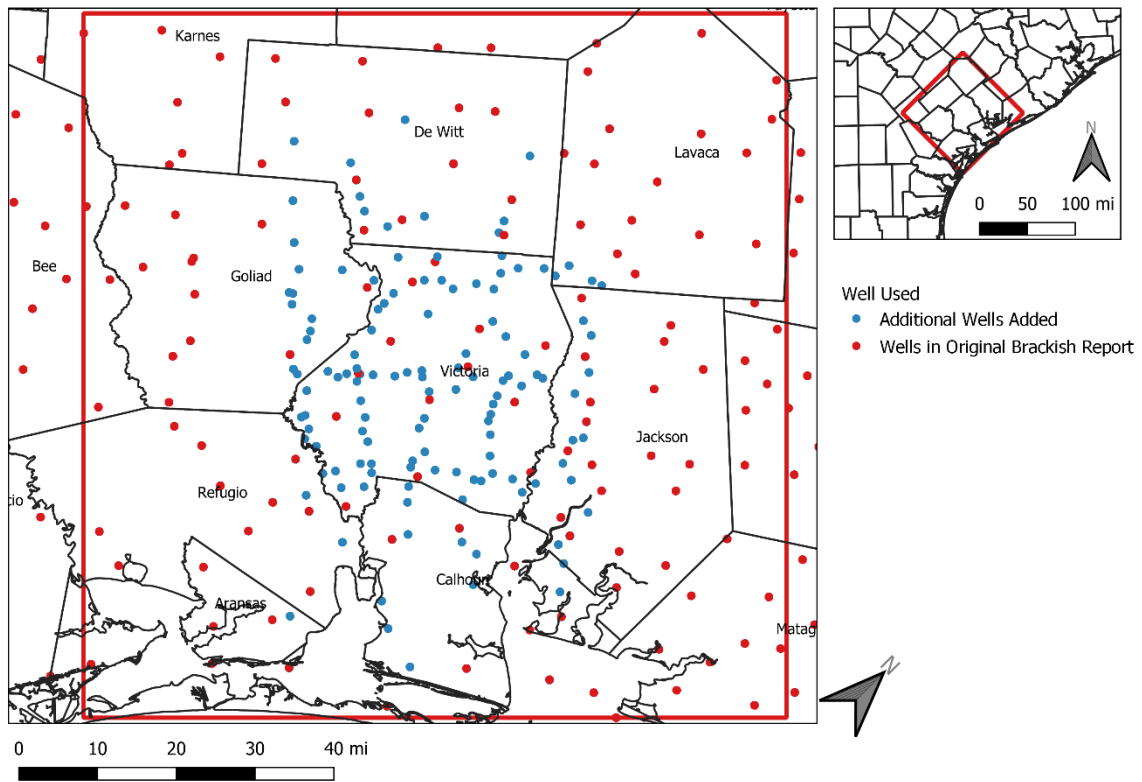 Karnes
De Witt
Lavaca
Bee
Goliad
Victoria
Jackson
Refugio
cio
Calhoun
Aransas
Matag
0 10 20 30 40 mi
N
0 50 100 mi
Well Used
Additional Wells Added
Wells in Original Brackish Report
N